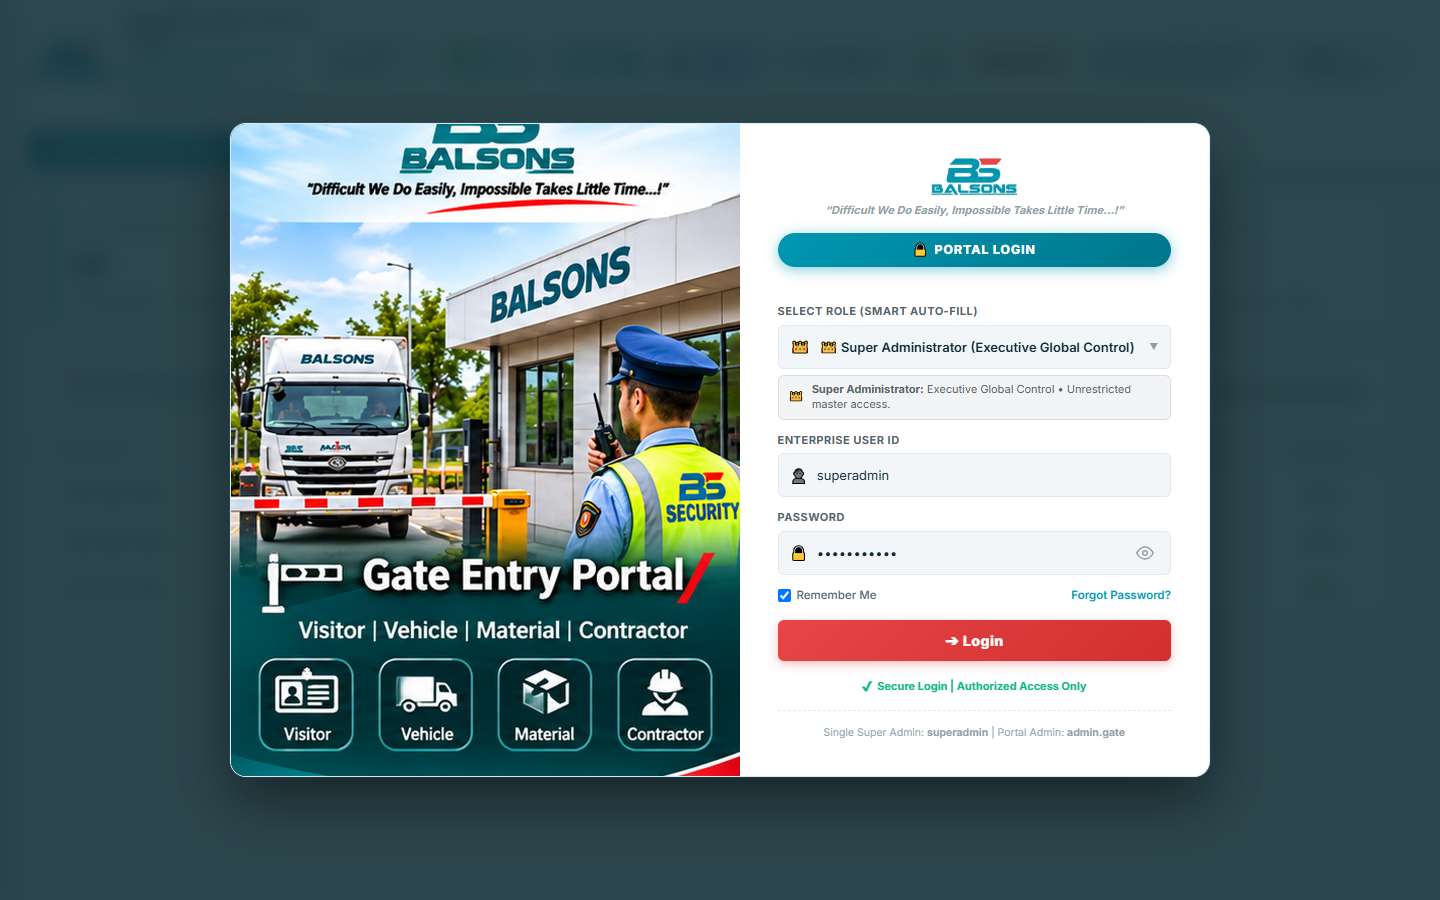 BALSONS
"Difficult We Do Easily, Impossible Takes Little Time...!"
BALSONS
BALSONS
BS
SECURITY
Gate Entry Portal
Visitor | Vehicle | Material | Contractor
Visitor
Vehicle
Material
Contractor
BS
BALSONS
"Difficult We Do Easily, Impossible Takes Little Time...!"
PORTAL LOGIN
SELECT ROLE (SMART AUTO-FILL)
Super Administrator (Executive Global Control)
Super Administrator: Executive Global Control • Unrestricted
master access.
ENTERPRISE USER ID
superadmin
PASSWORD
•••••••••••
Remember Me
Forgot Password?
➔ Login
✓ Secure Login | Authorized Access Only
Single Super Admin: superadmin | Portal Admin: admin.gate